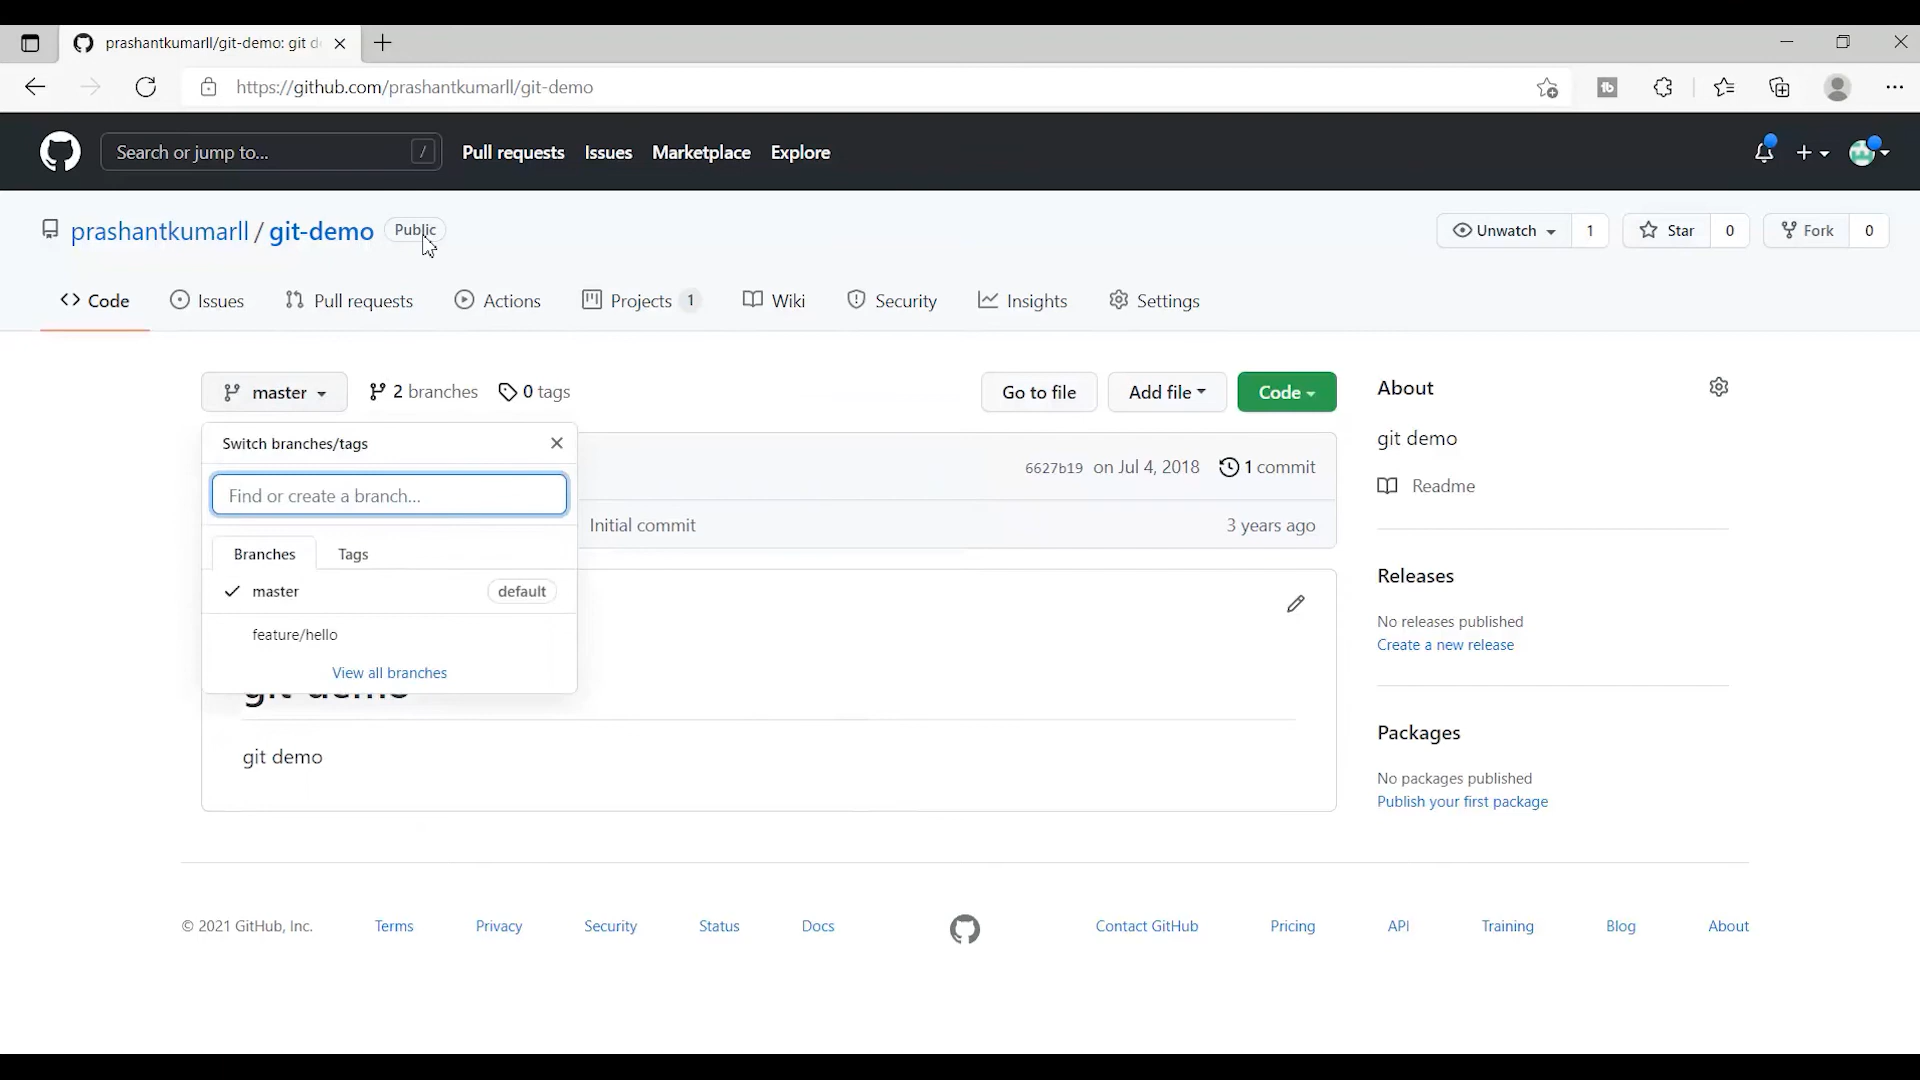 prashantkumarll/git-demo: git d
https://github.com/prashantkumarll/git-demo
Search or jump to... /
Pull requests Issues Marketplace Explore
prashantkumarll / git-demo Public
Unwatch 1 Star 0 Fork 0
Code Issues Pull requests Actions Projects 1 Wiki Security Insights Settings
master 2 branches 0 tags
Go to file Add file Code
Switch branches/tags
Find or create a branch...
Branches Tags
master default
feature/hello
View all branches
6627b19 on Jul 4, 2018 1 commit
Initial commit 3 years ago
git-demo
git demo
About
git demo
Readme
Releases
No releases published
Create a new release
Packages
No packages published
Publish your first package
© 2021 GitHub, Inc. Terms Privacy Security Status Docs Contact GitHub Pricing API Training Blog About